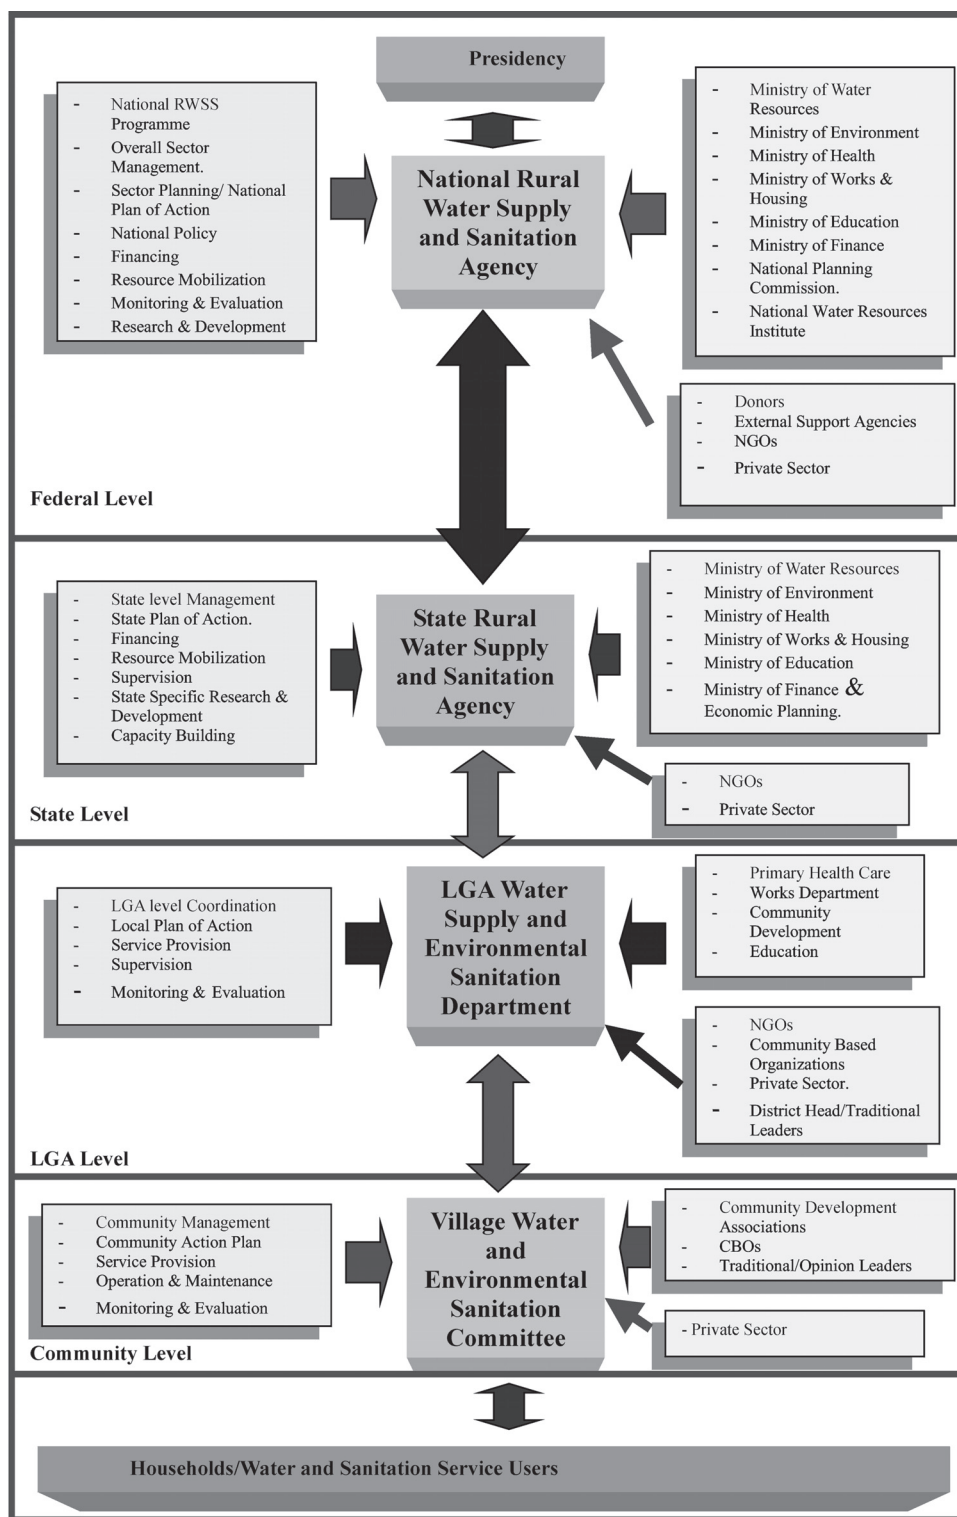 Presidency
- National RWSS
Programme
- Overall Sector
Management.
- Sector Planning/ National
Plan of Action
- National Policy
- Financing
- Resource Mobilization
- Monitoring & Evaluation
- Research & Development
National Rural
Water Supply
and Sanitation
Agency
- Ministry of Water
Resources
- Ministry of Environment
- Ministry of Health
- Ministry of Works &
Housing
- Ministry of Education
- Ministry of Finance
- National Planning
Commission.
- National Water Resources
Institute
- Donors
- External Support Agencies
- NGOs
- Private Sector
Federal Level
- State level Management
- State Plan of Action.
- Financing
- Resource Mobilization
- Supervision
- State Specific Research &
Development
- Capacity Building
State Rural
Water Supply
and Sanitation
Agency
- Ministry of Water Resources
- Ministry of Environment
- Ministry of Health
- Ministry of Works & Housing
- Ministry of Education
- Ministry of Finance &
Economic Planning.
- NGOs
- Private Sector
State Level
- LGA level Coordination
- Local Plan of Action
- Service Provision
- Supervision
- Monitoring & Evaluation
LGA Water
Supply and
Environmental
Sanitation
Department
- Primary Health Care
- Works Department
- Community
Development
- Education
- NGOs
- Community Based
Organizations
- Private Sector.
- District Head/Traditional
Leaders
LGA Level
- Community Management
- Community Action Plan
- Service Provision
- Operation & Maintenance
- Monitoring & Evaluation
Village Water
and
Environmental
Sanitation
Committee
- Community Development
Associations
- CBOs
- Traditional/Opinion Leaders
- Private Sector
Community Level
Households/Water and Sanitation Service Users